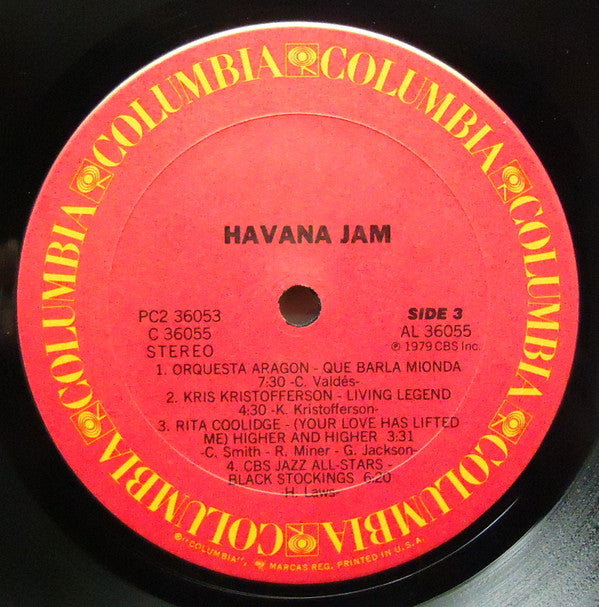 COLUMBIA COLUMBIA COLUMBIA COLUMBIA COLUMBIA COLUMBIA COLUMBIA
HAVANA JAM
PC2 36053
C 36055
STEREO
SIDE 3
AL 36055
℗ 1979 CBS Inc.
1. ORQUESTA ARAGON - QUE BARLA MIONDA
7:30 -C. Valdés-
2. KRIS KRISTOFFERSON - LIVING LEGEND
4:30 -K. Kristofferson-
3. RITA COOLIDGE - (YOUR LOVE HAS LIFTED
ME) HIGHER AND HIGHER 3:31
-C. Smith - R. Miner - G. Jackson-
4. CBS JAZZ ALL-STARS -
BLACK STOCKINGS 6:20
-H. Laws-
®"COLUMBIA", MARCAS REG. PRINTED IN U.S.A.